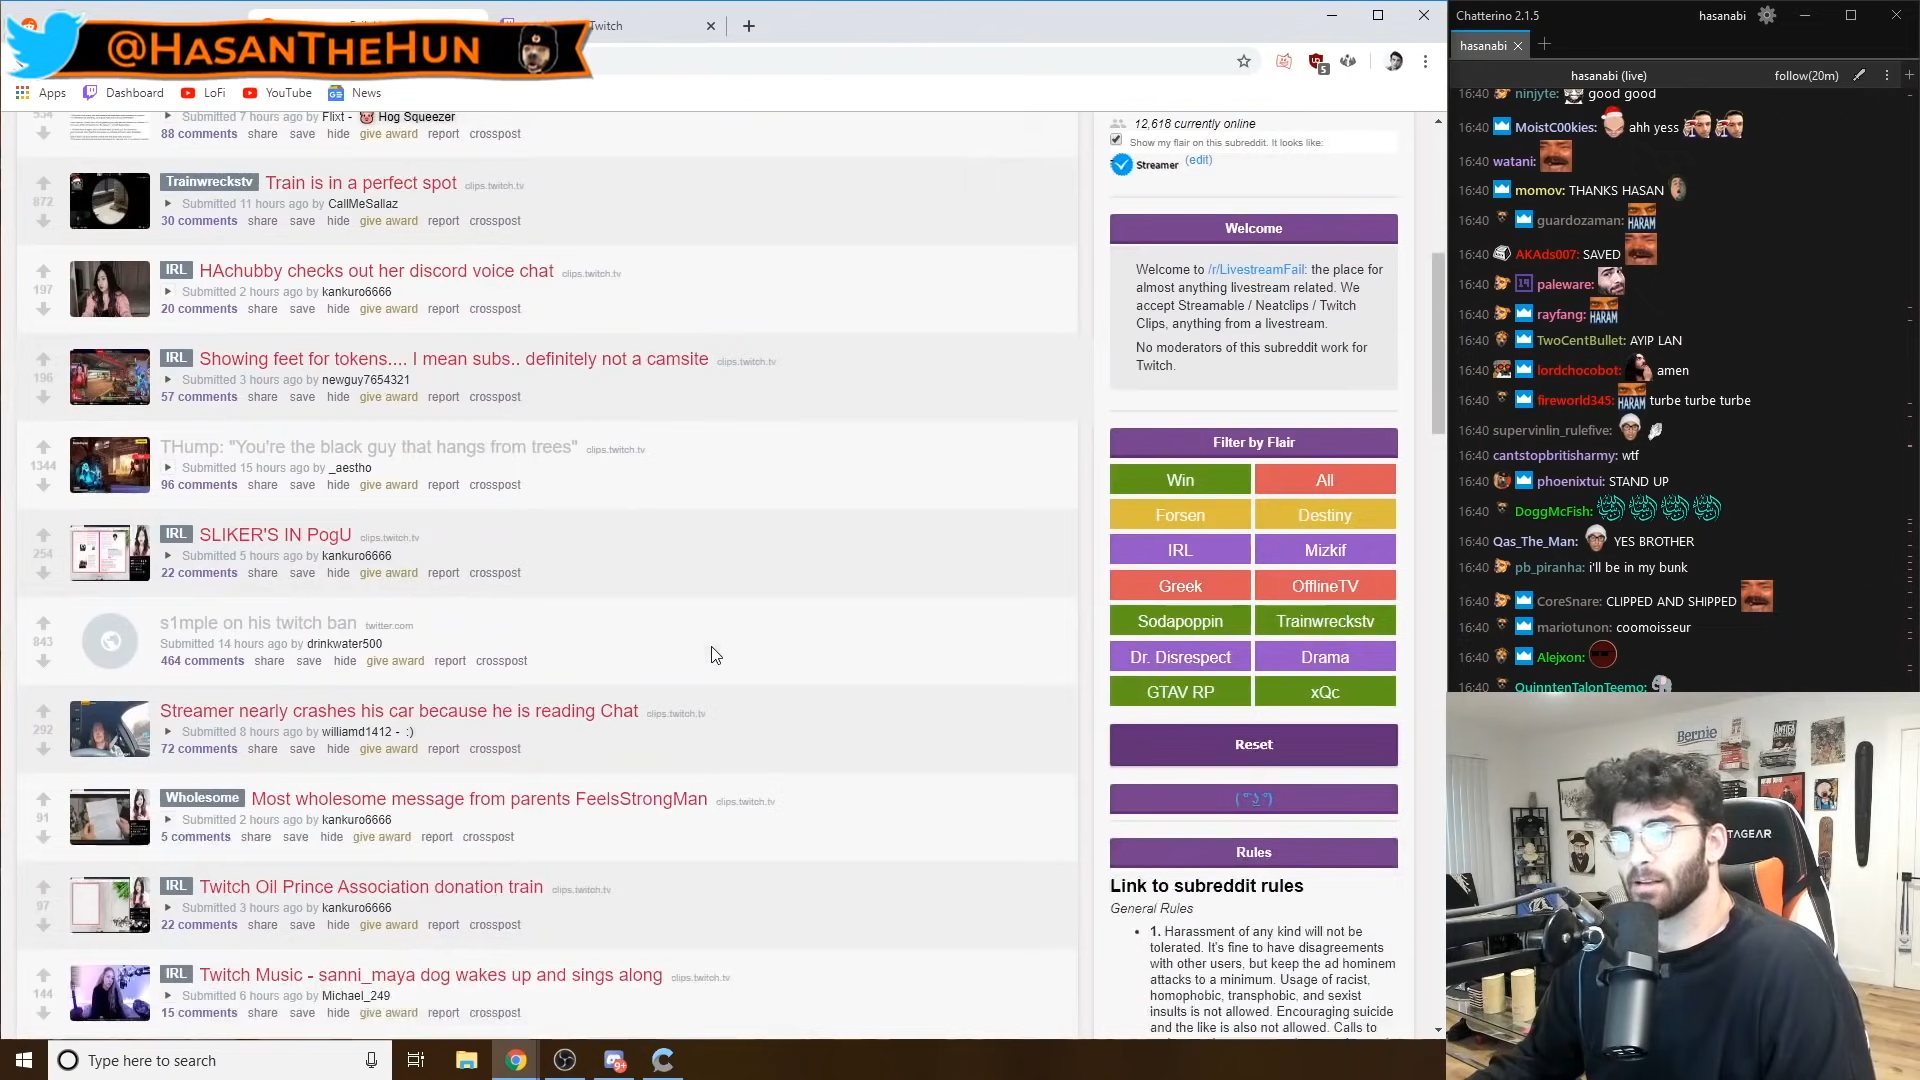 @HASANTHEHUN
Twitch
Apps
Dashboard
LoFi
YouTube
News
534
Submitted 7 hours ago by Flixt - Hog Squeezer
88 comments share save hide give award report crosspost
Trainwreckstv Train is in a perfect spot clips.twitch.tv
872
Submitted 11 hours ago by CallMeSallaz
30 comments share save hide give award report crosspost
IRL HAchubby checks out her discord voice chat clips.twitch.tv
197
Submitted 2 hours ago by kankuro6666
20 comments share save hide give award report crosspost
IRL Showing feet for tokens.... I mean subs.. definitely not a camsite clips.twitch.tv
196
Submitted 3 hours ago by newguy7654321
57 comments share save hide give award report crosspost
THump: "You're the black guy that hangs from trees" clips.twitch.tv
1344
Submitted 15 hours ago by _aestho
96 comments share save hide give award report crosspost
IRL SLIKER'S IN PogU clips.twitch.tv
254
Submitted 5 hours ago by kankuro6666
22 comments share save hide give award report crosspost
s1mple on his twitch ban twitter.com
843
Submitted 14 hours ago by drinkwater500
464 comments share save hide give award report crosspost
Streamer nearly crashes his car because he is reading Chat clips.twitch.tv
292
Submitted 8 hours ago by williamd1412 - :)
72 comments share save hide give award report crosspost
Wholesome Most wholesome message from parents FeelsStrongMan clips.twitch.tv
91
Submitted 2 hours ago by kankuro6666
5 comments share save hide give award report crosspost
IRL Twitch Oil Prince Association donation train clips.twitch.tv
97
Submitted 3 hours ago by kankuro6666
22 comments share save hide give award report crosspost
IRL Twitch Music - sanni_maya dog wakes up and sings along clips.twitch.tv
144
Submitted 6 hours ago by Michael_249
15 comments share save hide give award report crosspost
12,618 currently online
Show my flair on this subreddit. It looks like:
Streamer (edit)
Welcome
Welcome to /r/LivestreamFail: the place for
almost anything livestream related. We
accept Streamable / Neatclips / Twitch
Clips, anything from a livestream.
No moderators of this subreddit work for
Twitch.
Filter by Flair
Win All
Forsen Destiny
IRL Mizkif
Greek OfflineTV
Sodapoppin Trainwreckstv
Dr. Disrespect Drama
GTAV RP xQc
Reset
( ͡° ͜ʖ ͡°)
Rules
Link to subreddit rules
General Rules
1. Harassment of any kind will not be
tolerated. It's fine to have disagreements
with other users, but keep the ad hominem
attacks to a minimum. Usage of racist,
homophobic, transphobic, and sexist
insults is not allowed. Encouraging suicide
and the like is also not allowed. Calls to
Type here to search
Chatterino 2.1.5
hasanabi
hasanabi
hasanabi (live)
follow(20m)
16:40 ninjyte: good good
16:40 MoistC00kies: ahh yess
watani:
16:40 momov: THANKS HASAN
16:40 guardozaman: HARAM
16:40 AKAds007: SAVED
16:40 paleware:
16:40 rayfang: HARAM
16:40 TwoCentBullet: AYIP LAN
16:40 lordchocobot: amen
16:40 fireworld345: HARAM turbe turbe turbe
16:40 supervinlin_rulefive:
16:40 cantstopbritisharmy: wtf
16:40 phoenixtui: STAND UP
16:40 DoggMcFish:
16:40 Qas_The_Man: YES BROTHER
16:40 pb_piranha: i'll be in my bunk
16:40 CoreSnare: CLIPPED AND SHIPPED
16:40 mariotunon: coomoisseur
16:40 Alejxon:
16:40 QuinntenTalonTeemo:
Bernie
TAGEAR